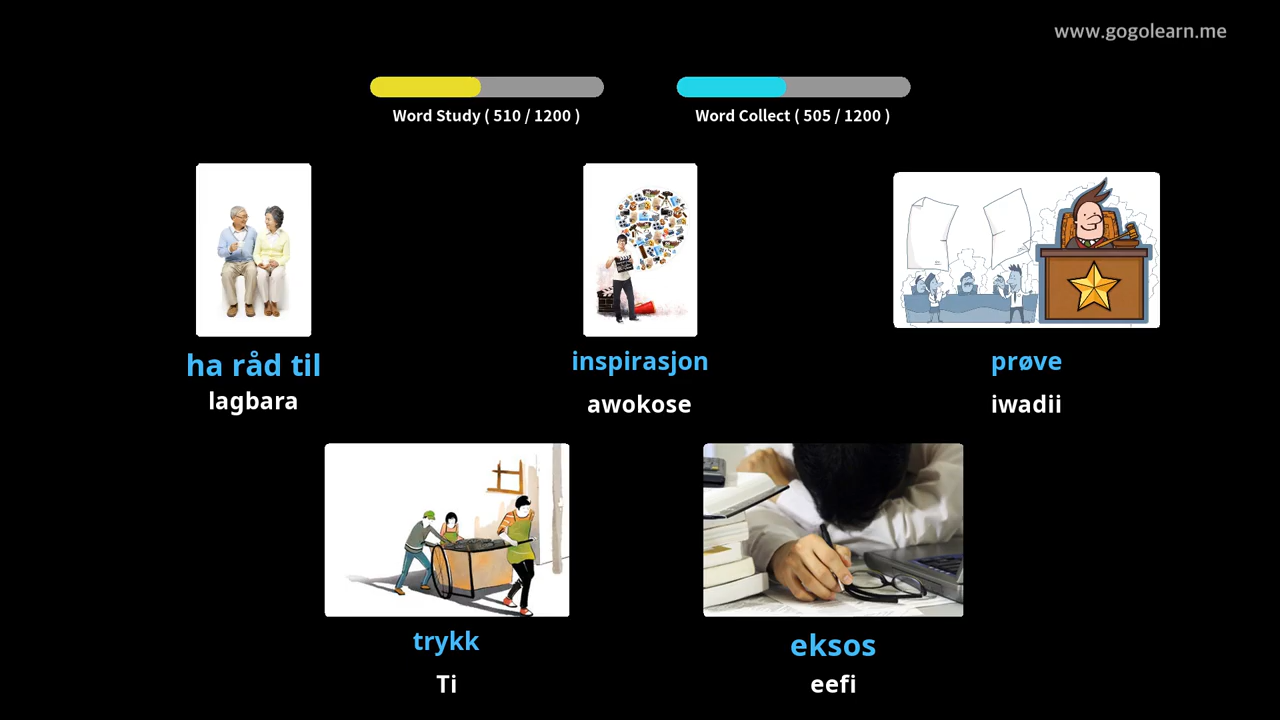 www.gogolearn.me
Word Study ( 510 / 1200 )
Word Collect ( 505 / 1200 )
ha råd til
lagbara
inspirasjon
awokose
prøve
iwadii
trykk
Ti
eksos
eefi